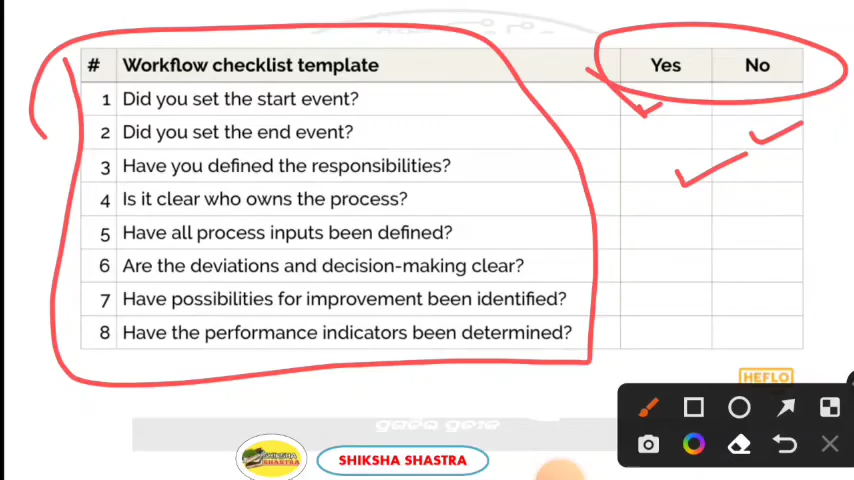 # Workflow checklist template Yes No
1 Did you set the start event?
2 Did you set the end event?
3 Have you defined the responsibilities?
4 Is it clear who owns the process?
5 Have all process inputs been defined?
6 Are the deviations and decision-making clear?
7 Have possibilities for improvement been identified?
8 Have the performance indicators been determined?
HEFLO
SHIKSHA SHASTRA
SHIKSHA SHASTRA